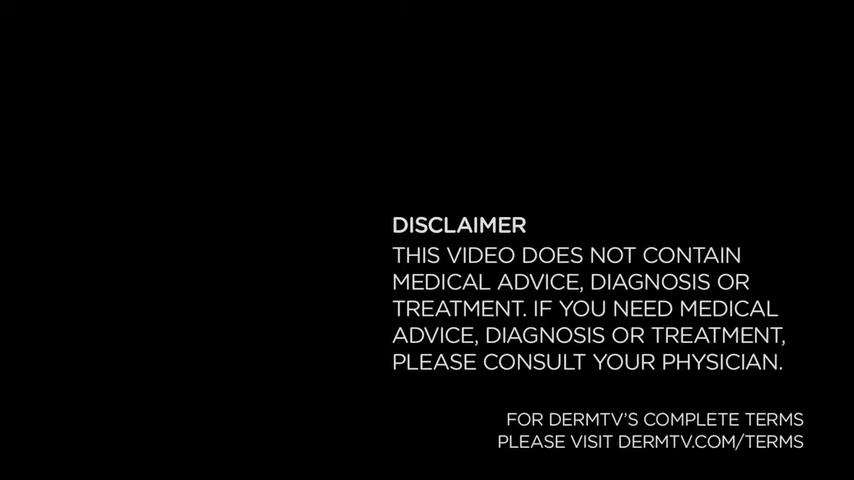 DISCLAIMER
THIS VIDEO DOES NOT CONTAIN
MEDICAL ADVICE, DIAGNOSIS OR
TREATMENT. IF YOU NEED MEDICAL
ADVICE, DIAGNOSIS OR TREATMENT,
PLEASE CONSULT YOUR PHYSICIAN.
FOR DERMTV'S COMPLETE TERMS
PLEASE VISIT DERMTV.COM/TERMS